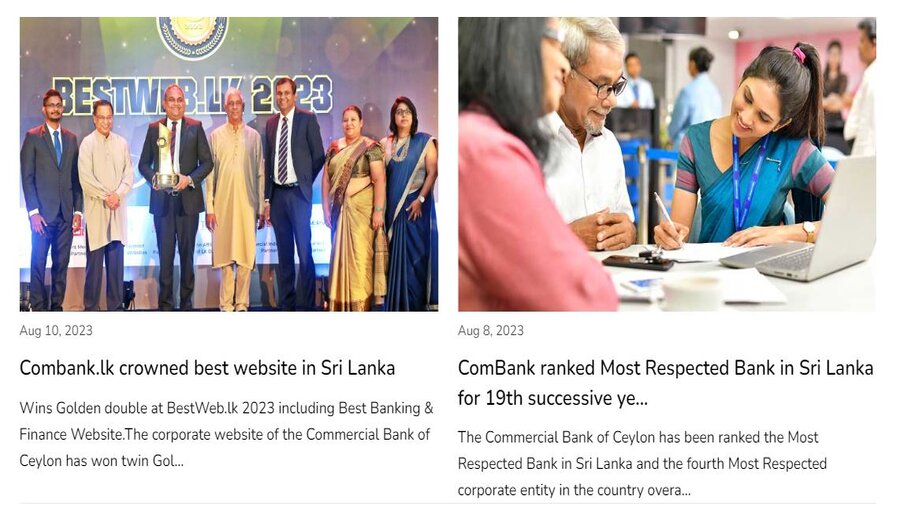 BESTWEB.LK 2023
Aug 10, 2023
Combank.lk crowned best website in Sri Lanka
Wins Golden double at BestWeb.lk 2023 including Best Banking &
Finance Website.The corporate website of the Commercial Bank of
Ceylon has won twin Gol...
Aug 8, 2023
ComBank ranked Most Respected Bank in Sri Lanka
for 19th successive ye...
The Commercial Bank of Ceylon has been ranked the Most
Respected Bank in Sri Lanka and the fourth Most Respected
corporate entity in the country overa...